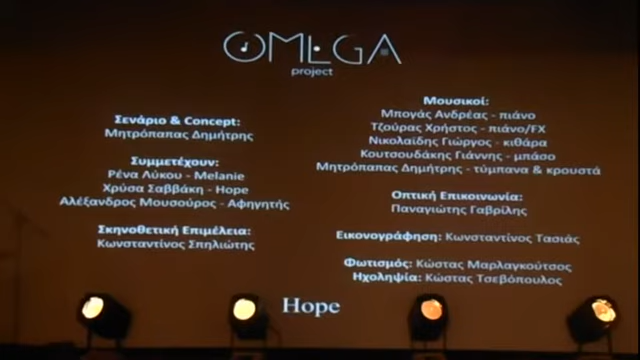 OMEGA
project
Σενάριο & Concept:
Μητρόπαπας Δημήτρης
Συμμετέχουν:
Ρένα Λύκου - Melanie
Χρύσα Σαββάκη - Hope
Αλέξανδρος Μουσούρος - Αφηγητής
Σκηνοθετική Επιμέλεια:
Κωνσταντίνος Σπηλιώτης
Μουσικοί:
Μπογάς Ανδρέας - πιάνο
Τζούρας Χρήστος - πιάνο/FX
Νικολαΐδης Γιώργος - κιθάρα
Κουτσουδάκης Γιάννης - μπάσο
Μητρόπαπας Δημήτρης - τύμπανα & κρουστά
Οπτική Επικοινωνία:
Παναγιώτης Γαβρίλης
Εικονογράφηση: Κωνσταντίνος Τασιάς
Φωτισμός: Κώστας Μαρλαγκούτσος
Ηχοληψία: Κώστας Τσεβόπουλος
Hope